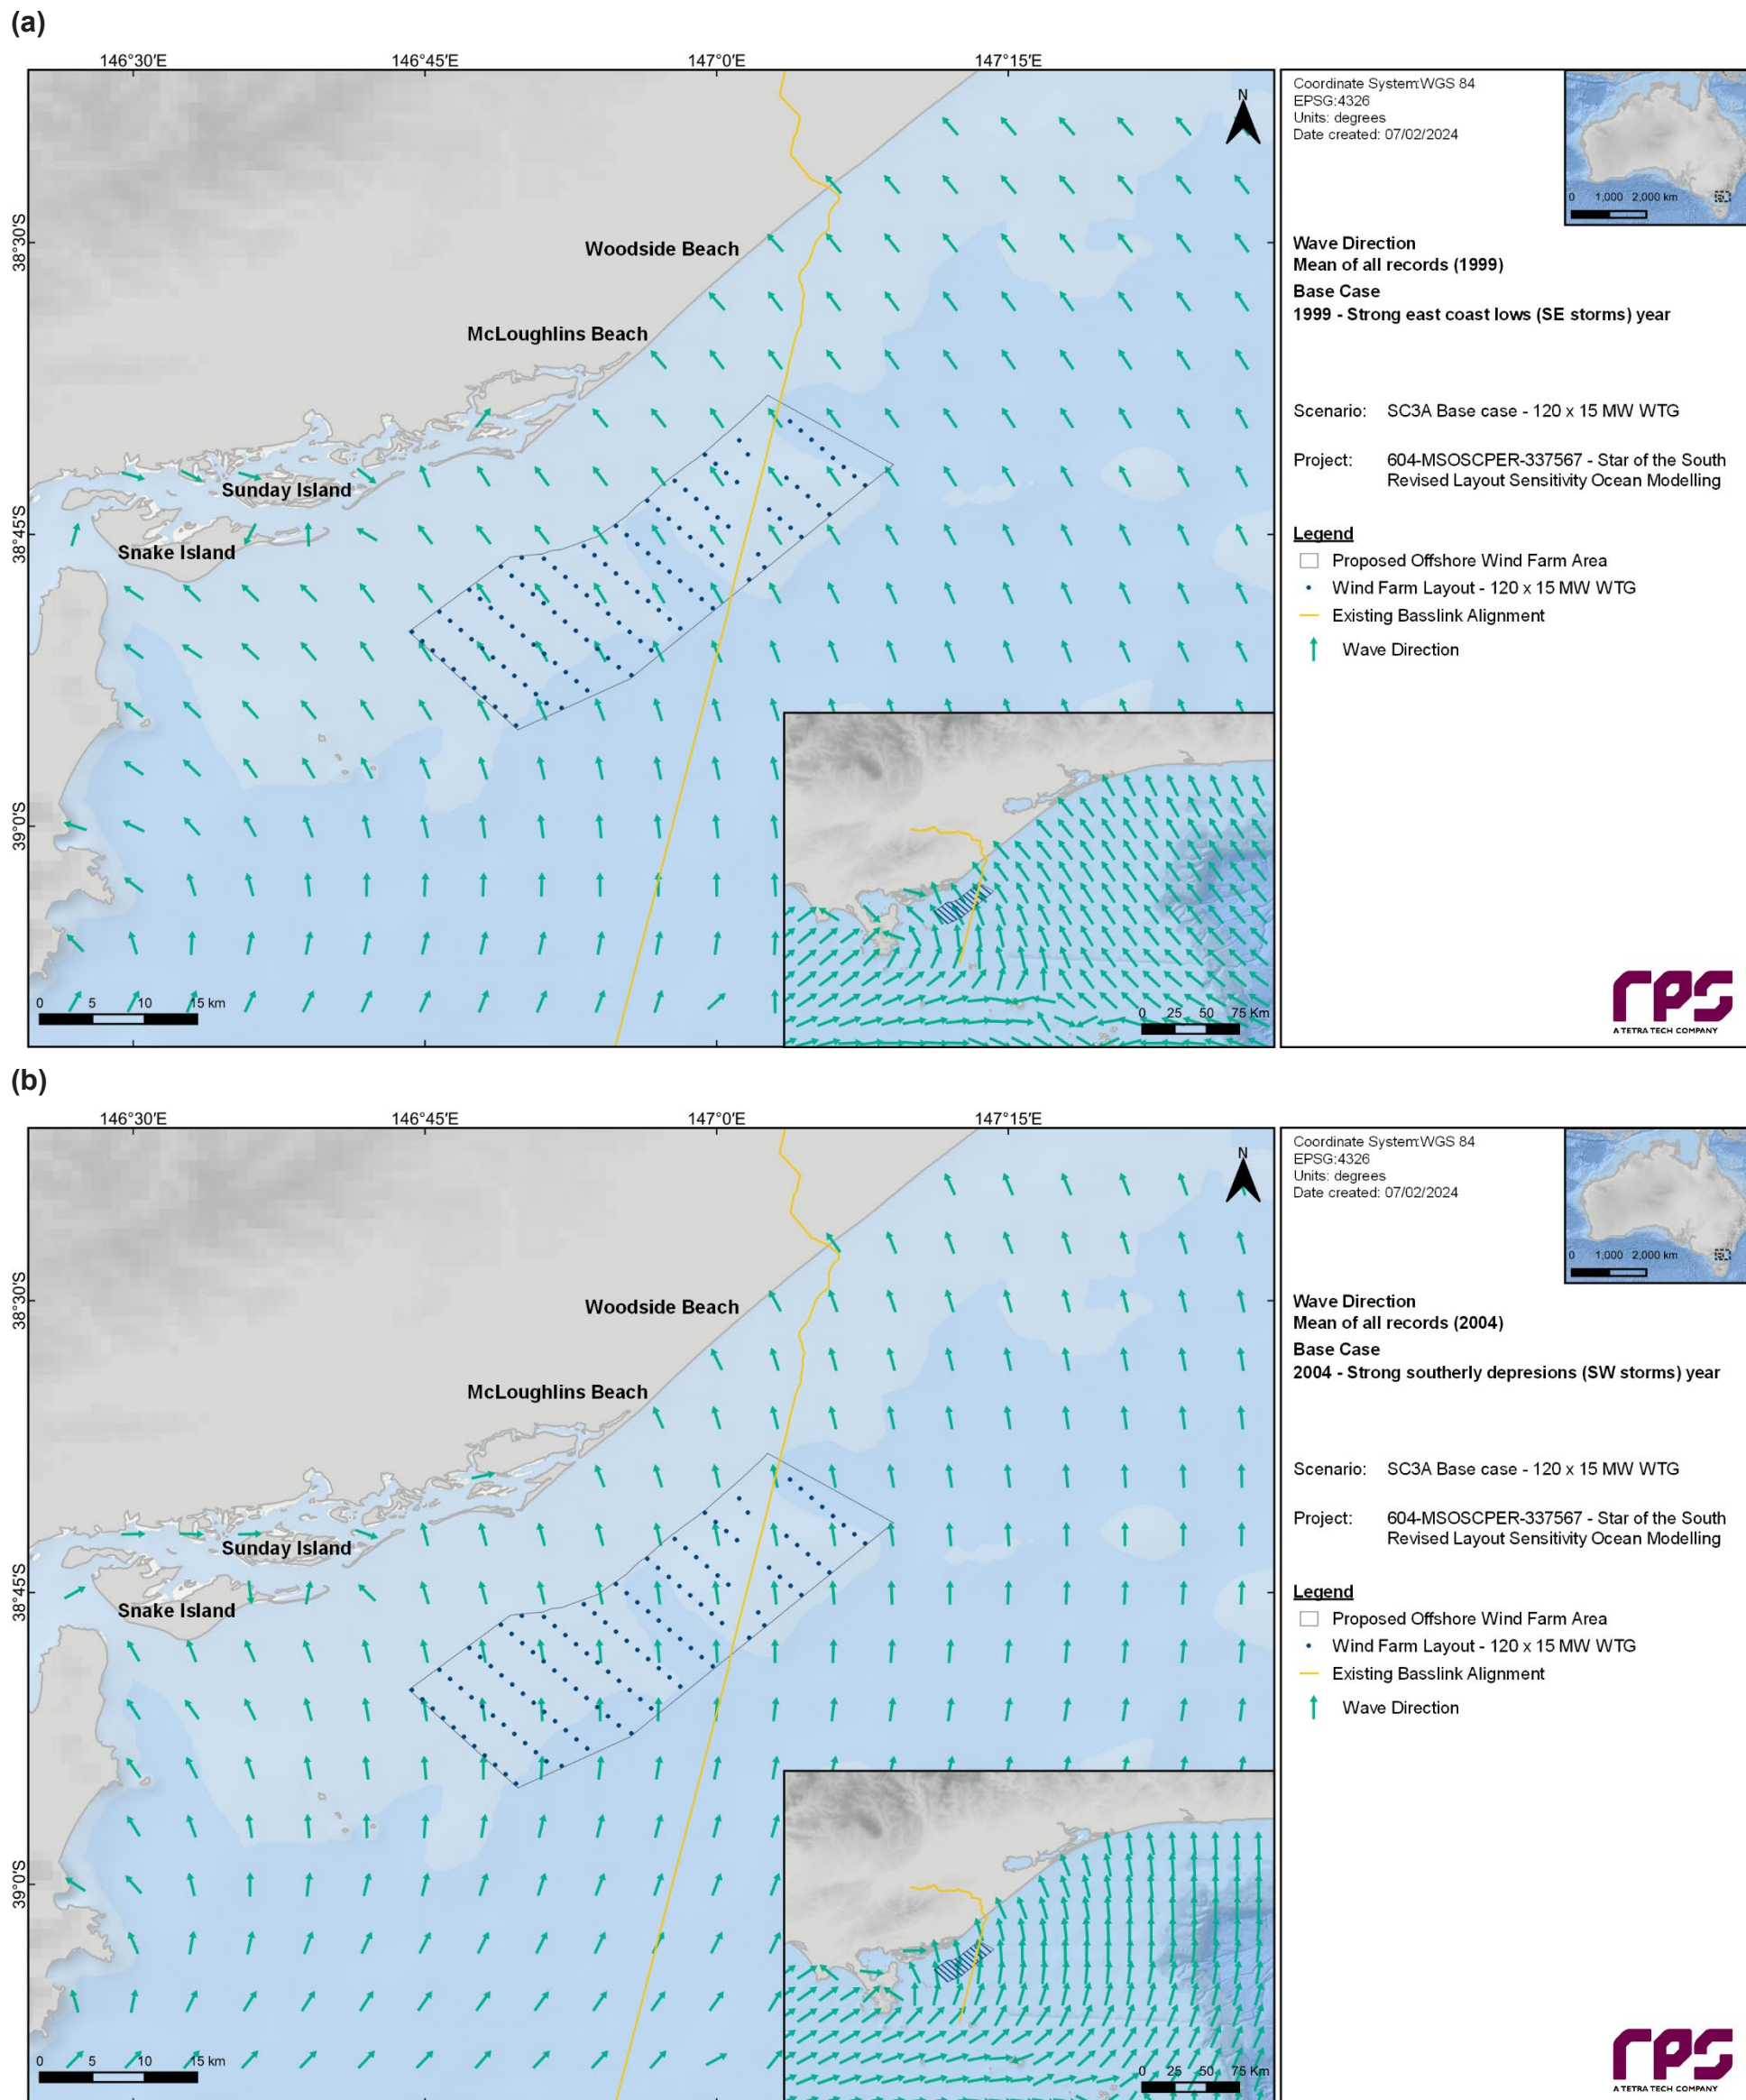 (a)
146°30'E
146°45'E
147°0'E
147°15'E
38°30'S
38°45'S
39°0'S
N
Woodside Beach
McLoughlins Beach
Sunday Island
Snake Island
0 5 10 15 km
0 25 50 75 Km
Coordinate System:WGS 84
EPSG:4326
Units: degrees
Date created: 07/02/2024
0 1,000 2,000 km
Wave Direction
Mean of all records (1999)
Base Case
1999 - Strong east coast lows (SE storms) year
Scenario: SC3A Base case - 120 x 15 MW WTG
Project: 604-MSOSCPER-337567 - Star of the South
Revised Layout Sensitivity Ocean Modelling
Legend
Proposed Offshore Wind Farm Area
Wind Farm Layout - 120 x 15 MW WTG
Existing Basslink Alignment
Wave Direction
rps
A TETRA TECH COMPANY
(b)
146°30'E
146°45'E
147°0'E
147°15'E
38°30'S
38°45'S
39°0'S
N
Woodside Beach
McLoughlins Beach
Sunday Island
Snake Island
0 5 10 15 km
0 25 50 75 Km
Coordinate System:WGS 84
EPSG:4326
Units: degrees
Date created: 07/02/2024
0 1,000 2,000 km
Wave Direction
Mean of all records (2004)
Base Case
2004 - Strong southerly depresions (SW storms) year
Scenario: SC3A Base case - 120 x 15 MW WTG
Project: 604-MSOSCPER-337567 - Star of the South
Revised Layout Sensitivity Ocean Modelling
Legend
Proposed Offshore Wind Farm Area
Wind Farm Layout - 120 x 15 MW WTG
Existing Basslink Alignment
Wave Direction
rps
A TETRA TECH COMPANY